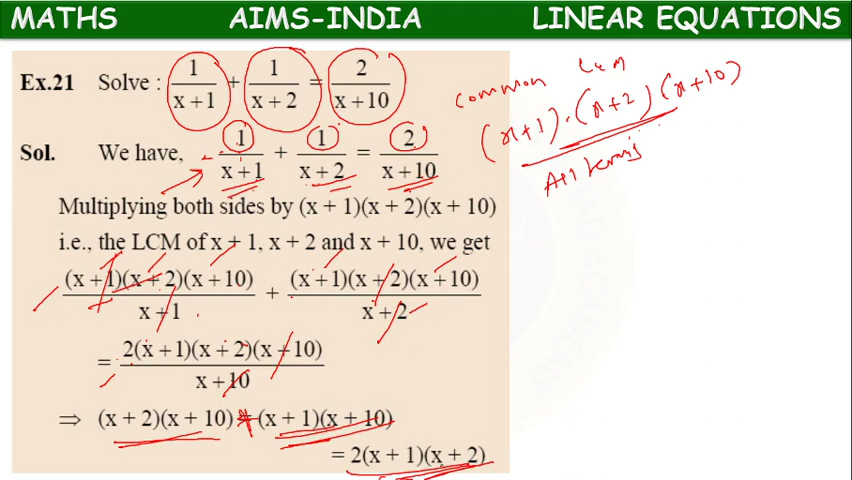 MATHS AIMS-INDIA LINEAR EQUATIONS
Ex.21 Solve : 1/(x+1) + 1/(x+2) = 2/(x+10)
common LCM
(x+1).(x+2)(x+10)
All terms
Sol. We have, 1/(x+1) + 1/(x+2) = 2/(x+10)
Multiplying both sides by (x + 1)(x + 2)(x + 10)
i.e., the LCM of x + 1, x + 2 and x + 10, we get
(x + 1)(x + 2)(x + 10)/(x + 1) + (x + 1)(x + 2)(x + 10)/(x + 2)
= 2(x + 1)(x + 2)(x + 10)/(x + 10)
⇒ (x + 2)(x + 10) + (x + 1)(x + 10)
= 2(x + 1)(x + 2)